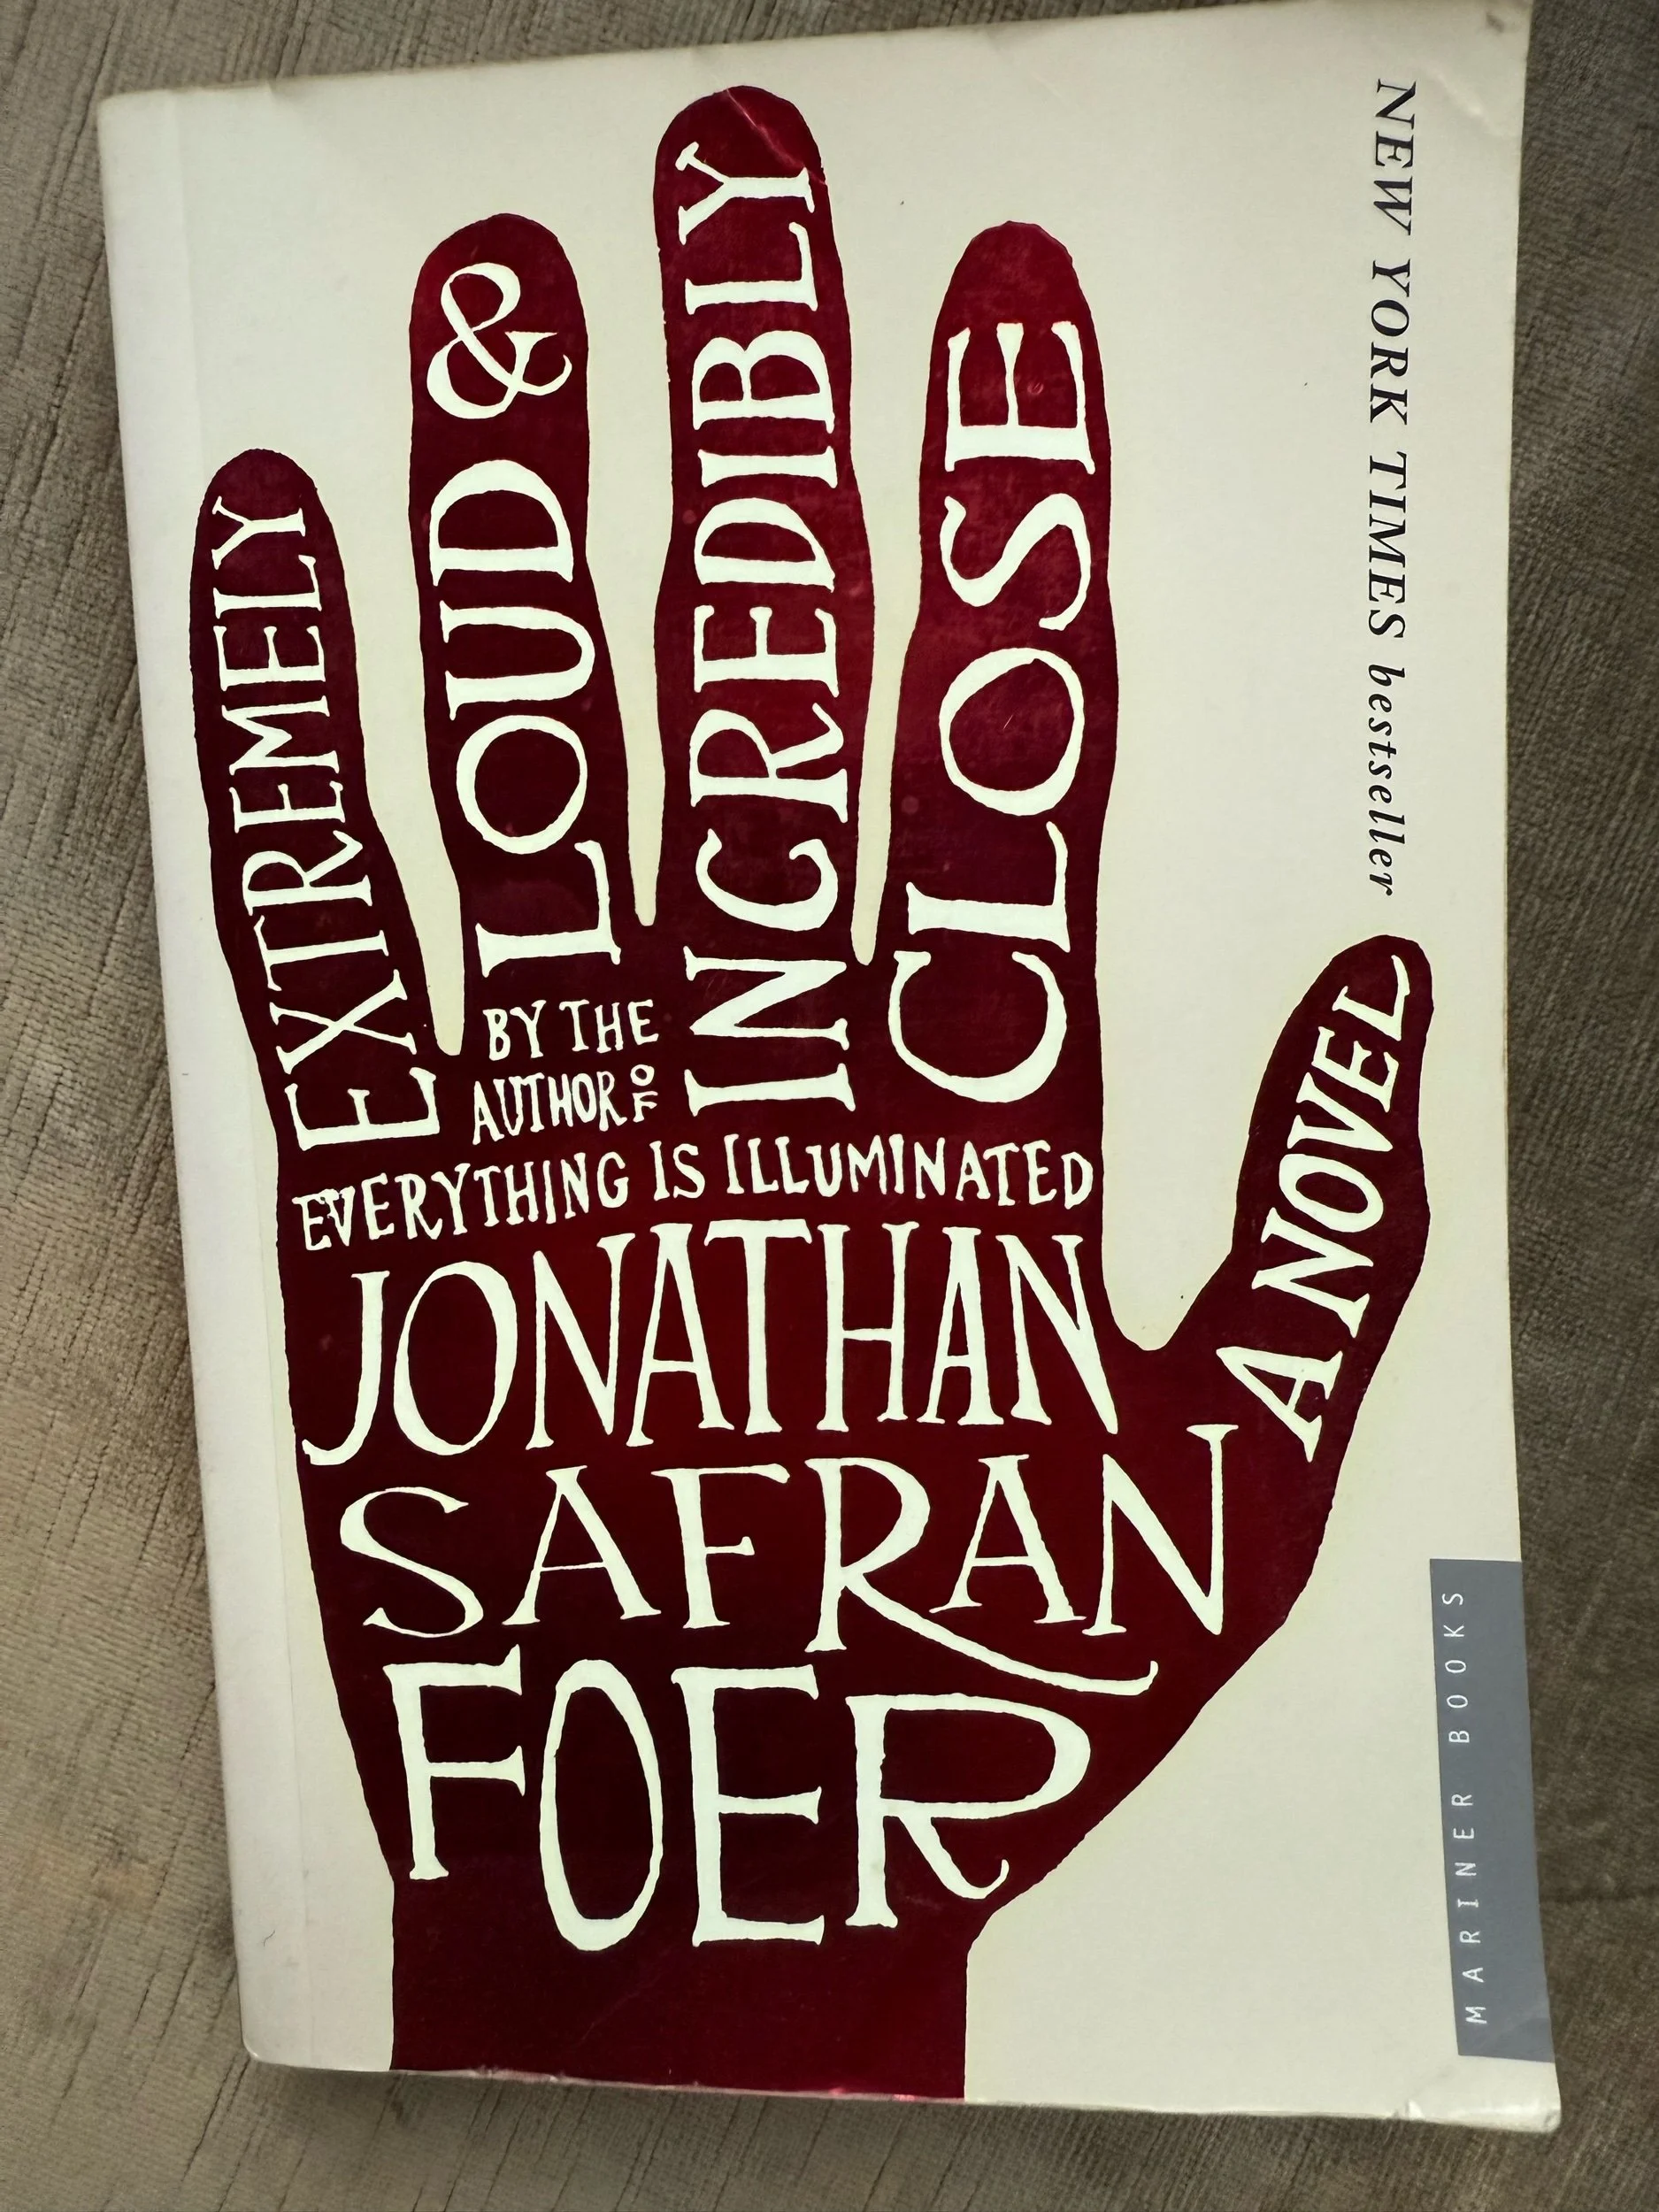 EXTREMELY
LOUD &
INCREDIBLY
CLOSE
A NOVEL
BY THE
AUTHOR OF
EVERYTHING IS ILLUMINATED
JONATHAN
SAFRAN
FOER
NEW YORK TIMES bestseller
MARINER BOOKS